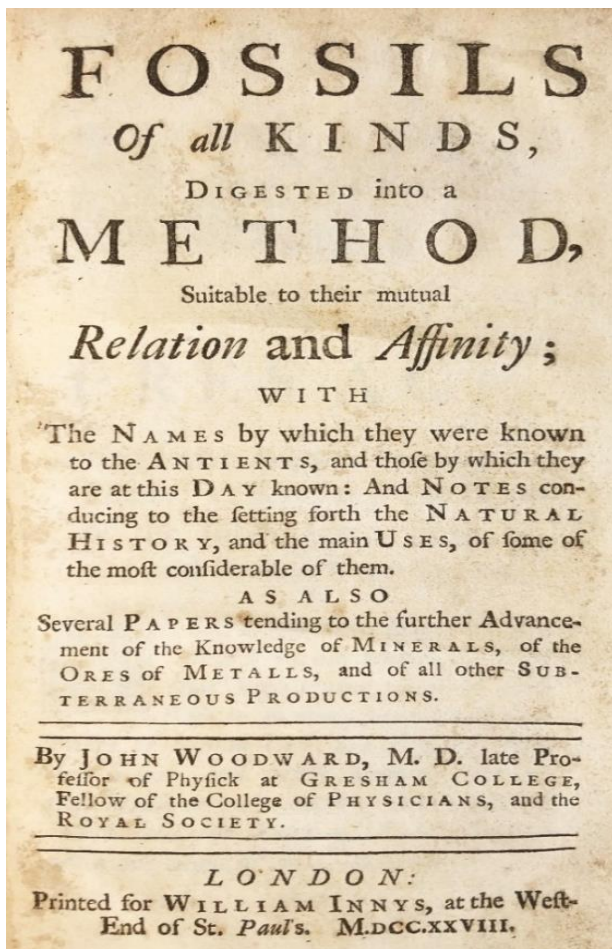 FOSSILS
Of all KINDS,
DIGESTED into a
METHOD,
Suitable to their mutual
Relation and Affinity;
WITH
The NAMES by which they were known
to the ANTIENTS, and thoſe by which they
are at this DAY known: And NOTES con-
ducing to the ſetting forth the NATURAL
HISTORY, and the main USES, of ſome of
the moſt conſiderable of them.
AS ALSO
Several PAPERS tending to the further Advance-
ment of the Knowledge of MINERALS, of the
ORES of METALLS, and of all other SUB-
TERRANEOUS PRODUCTIONS.
By JOHN WOODWARD, M. D. late Pro-
feſſor of Phyſick at GRESHAM COLLEGE,
Fellow of the College of PHYSICIANS, and the
ROYAL SOCIETY.
LONDON:
Printed for WILLIAM INNYS, at the Weſt-
End of St. Paul's. M.DCC.XXVIII.